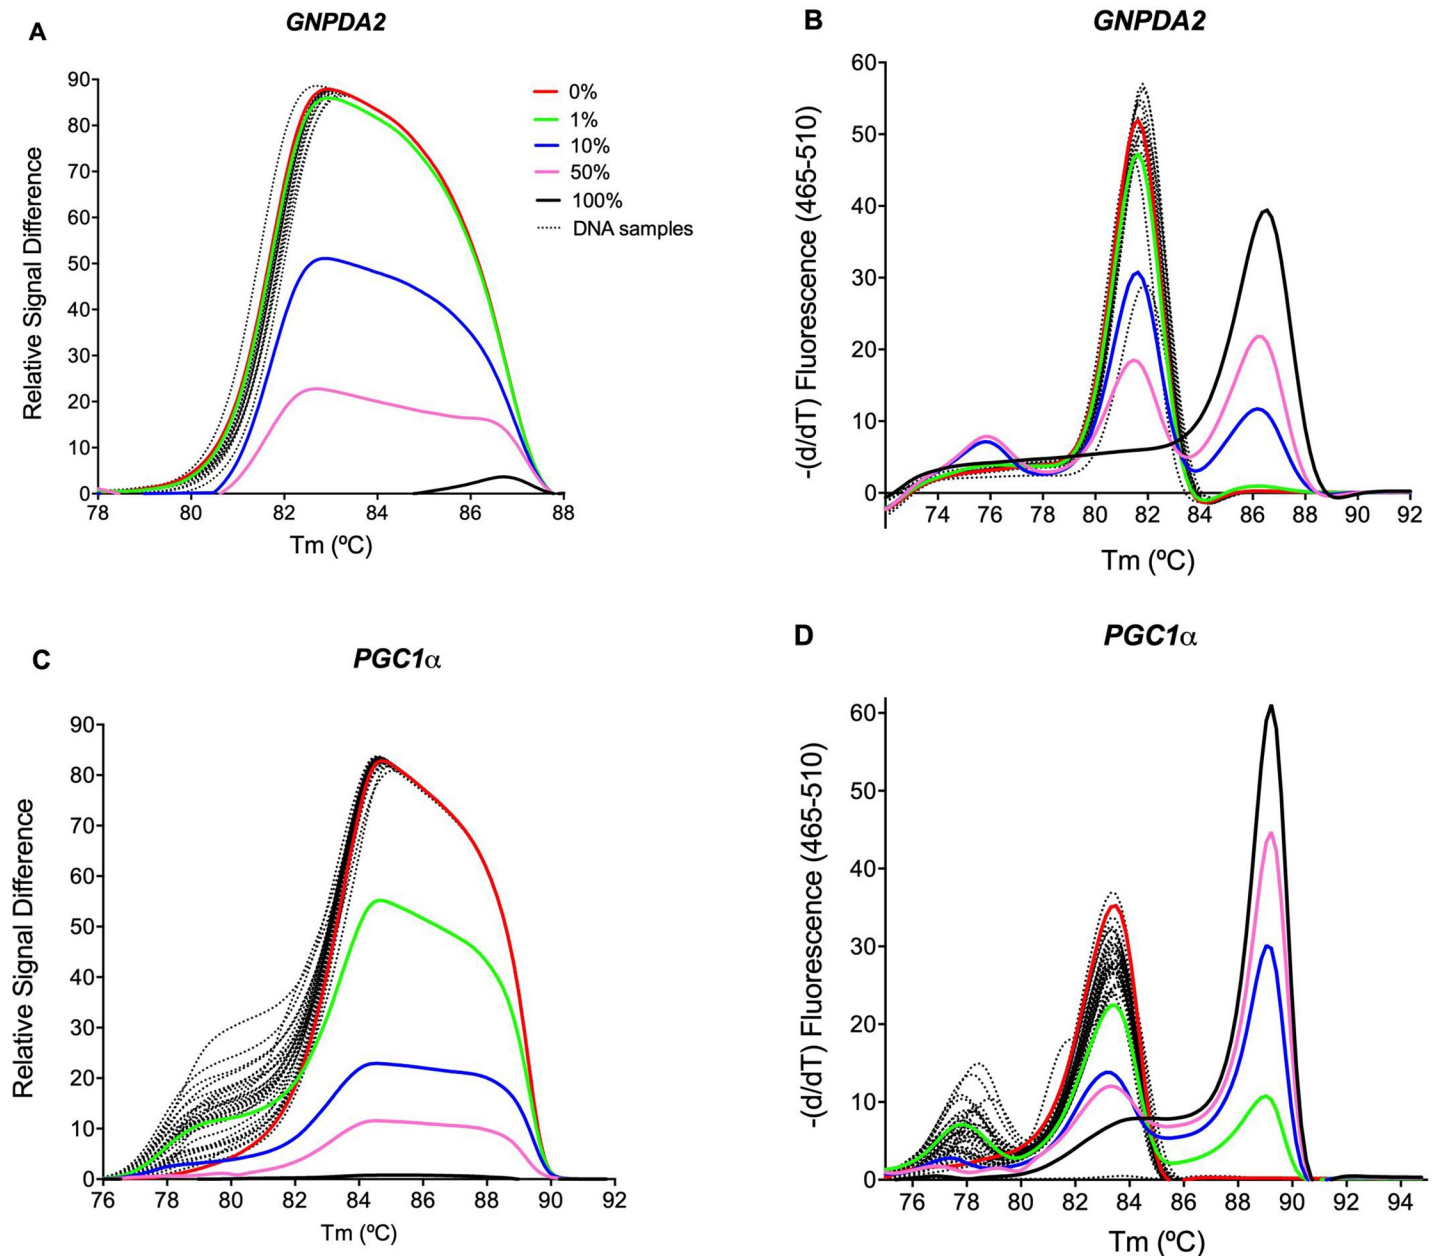 A
GNPDA2
Relative Signal Difference
90
80
70
60
50
40
30
20
10
0
78 80 82 84 86 88
Tm (ºC)
0%
1%
10%
50%
100%
DNA samples
B
GNPDA2
-(d/dT) Fluorescence (465-510)
60
50
40
30
20
10
0
74 76 78 80 82 84 86 88 90 92
Tm (ºC)
C
PGC1α
Relative Signal Difference
90
80
70
60
50
40
30
20
10
0
76 78 80 82 84 86 88 90 92
Tm (ºC)
D
PGC1α
-(d/dT) Fluorescence (465-510)
60
50
40
30
20
10
0
76 78 80 82 84 86 88 90 92 94
Tm (ºC)